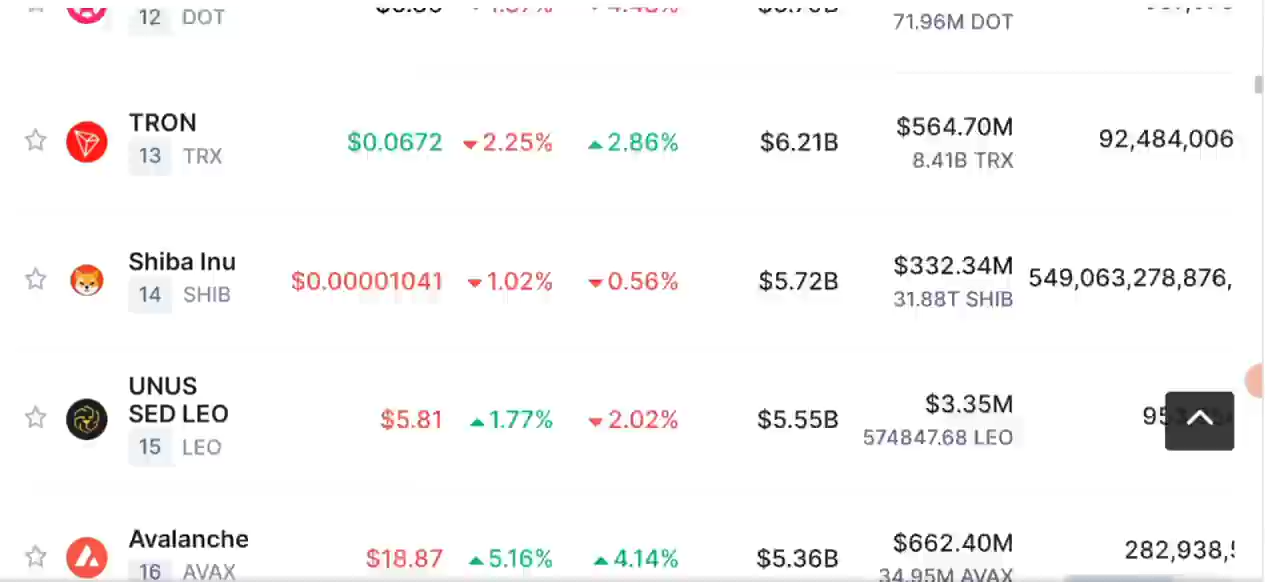 12 DOT
71.96M DOT
TRON
$0.0672 2.25% 2.86% $6.21B $564.70M 92,484,006
13 TRX
8.41B TRX
Shiba Inu
$0.00001041 1.02% 0.56% $5.72B $332.34M 549,063,278,876,
14 SHIB
31.88T SHIB
UNUS
SED LEO
$5.81 1.77% 2.02% $5.55B $3.35M
15 LEO
574847.68 LEO
Avalanche
$18.87 5.16% 4.14% $5.36B $662.40M 282,938,
16 AVAX
34.95M AVAX